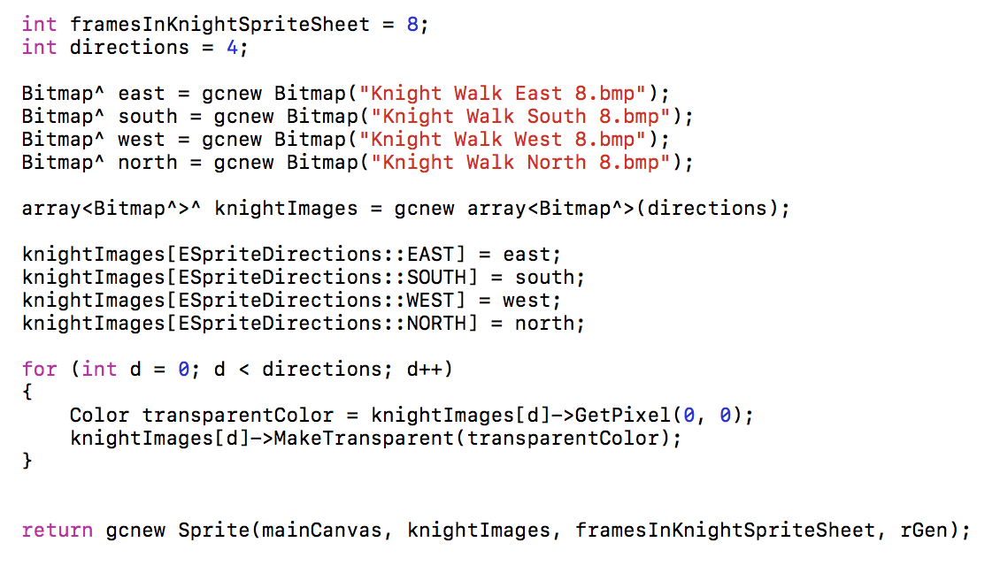 int framesInKnightSpriteSheet = 8;
int directions = 4;
Bitmap^ east = gcnew Bitmap("Knight Walk East 8.bmp");
Bitmap^ south = gcnew Bitmap("Knight Walk South 8.bmp");
Bitmap^ west = gcnew Bitmap("Knight Walk West 8.bmp");
Bitmap^ north = gcnew Bitmap("Knight Walk North 8.bmp");
array<Bitmap^>^ knightImages = gcnew array<Bitmap^>(directions);
knightImages[ESpriteDirections::EAST] = east;
knightImages[ESpriteDirections::SOUTH] = south;
knightImages[ESpriteDirections::WEST] = west;
knightImages[ESpriteDirections::NORTH] = north;
for (int d = 0; d < directions; d++)
{
    Color transparentColor = knightImages[d]->GetPixel(0, 0);
    knightImages[d]->MakeTransparent(transparentColor);
}
return gcnew Sprite(mainCanvas, knightImages, framesInKnightSpriteSheet, rGen);